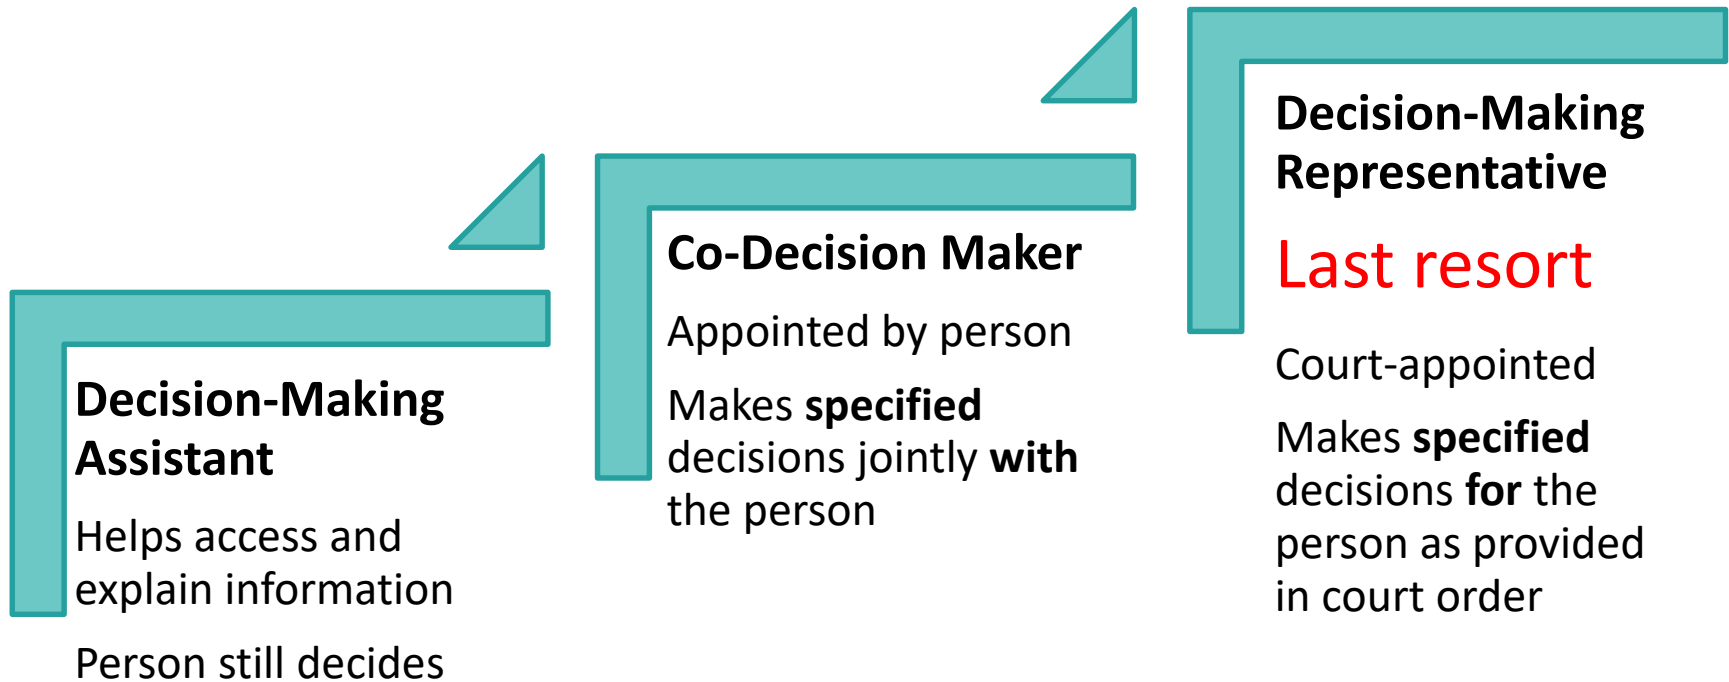 Decision-Making
Assistant
Helps access and
explain information
Person still decides
Co-Decision Maker
Appointed by person
Makes specified
decisions jointly with
the person
Decision-Making
Representative
Last resort
Court-appointed
Makes specified
decisions for the
person as provided
in court order